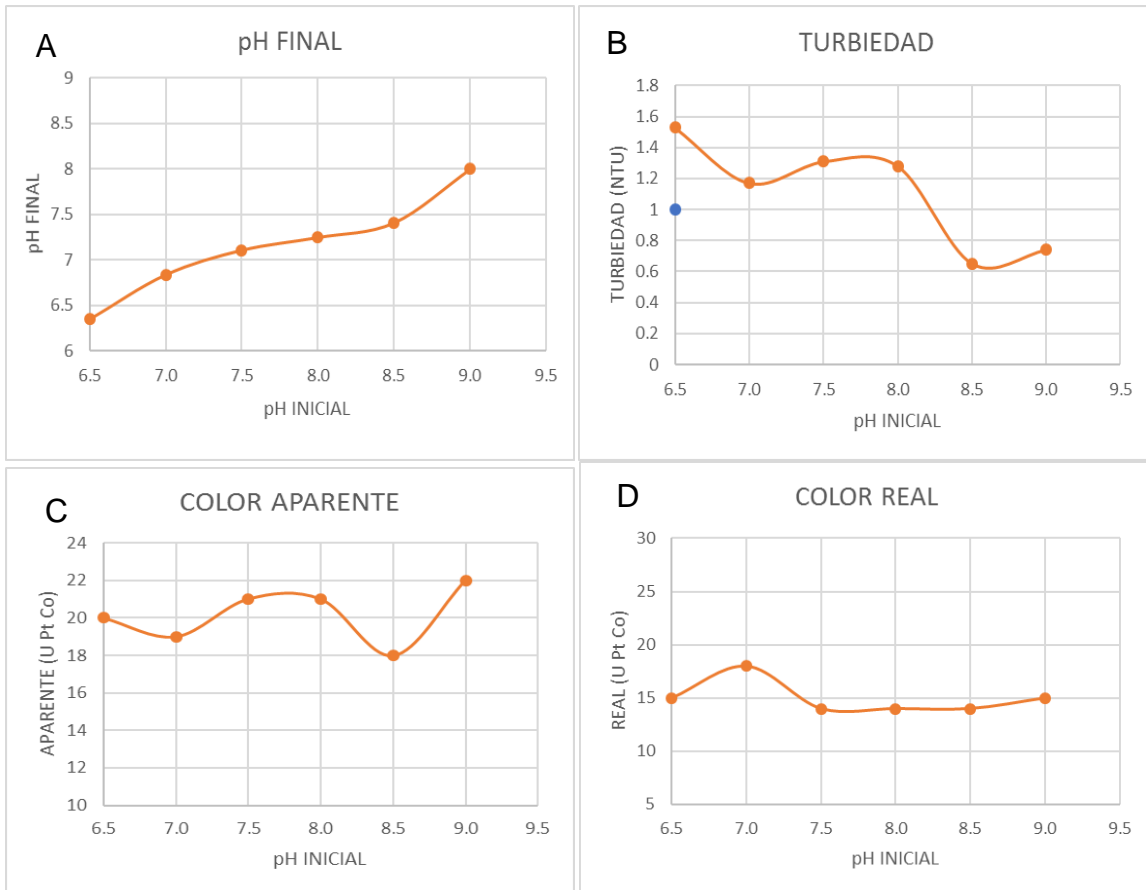 A
pH FINAL
9
8.5
8
7.5
7
6.5
6
pH FINAL
6.5 7.0 7.5 8.0 8.5 9.0 9.5
pH INICIAL
B
TURBIEDAD
1.8
1.6
1.4
1.2
1
0.8
0.6
0.4
0.2
0
TURBIEDAD (NTU)
6.5 7.0 7.5 8.0 8.5 9.0 9.5
pH INICIAL
C
COLOR APARENTE
24
22
20
18
16
14
12
10
APARENTE (U Pt Co)
6.5 7.0 7.5 8.0 8.5 9.0 9.5
pH INICIAL
D
COLOR REAL
30
25
20
15
10
5
REAL (U Pt Co)
6.5 7.0 7.5 8.0 8.5 9.0 9.5
pH INICIAL